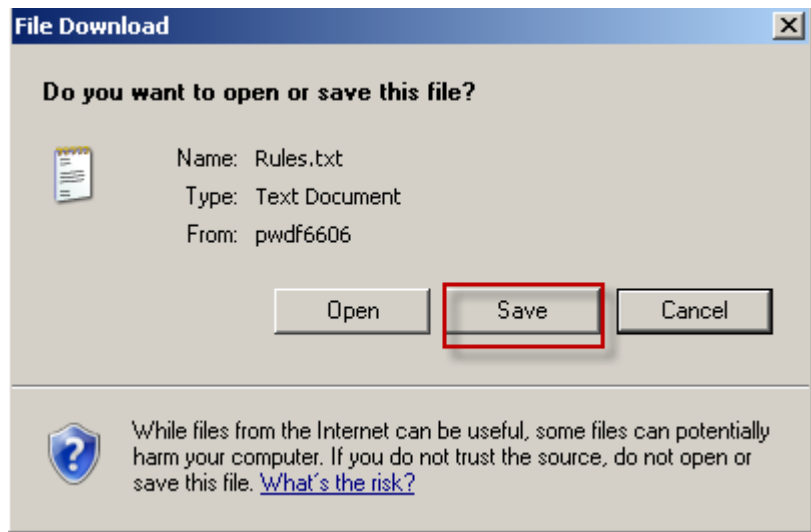 File Download
Do you want to open or save this file?
Name: Rules.txt
Type: Text Document
From: pwdf6606
Open Save Cancel
While files from the Internet can be useful, some files can potentially
harm your computer. If you do not trust the source, do not open or
save this file. What's the risk?